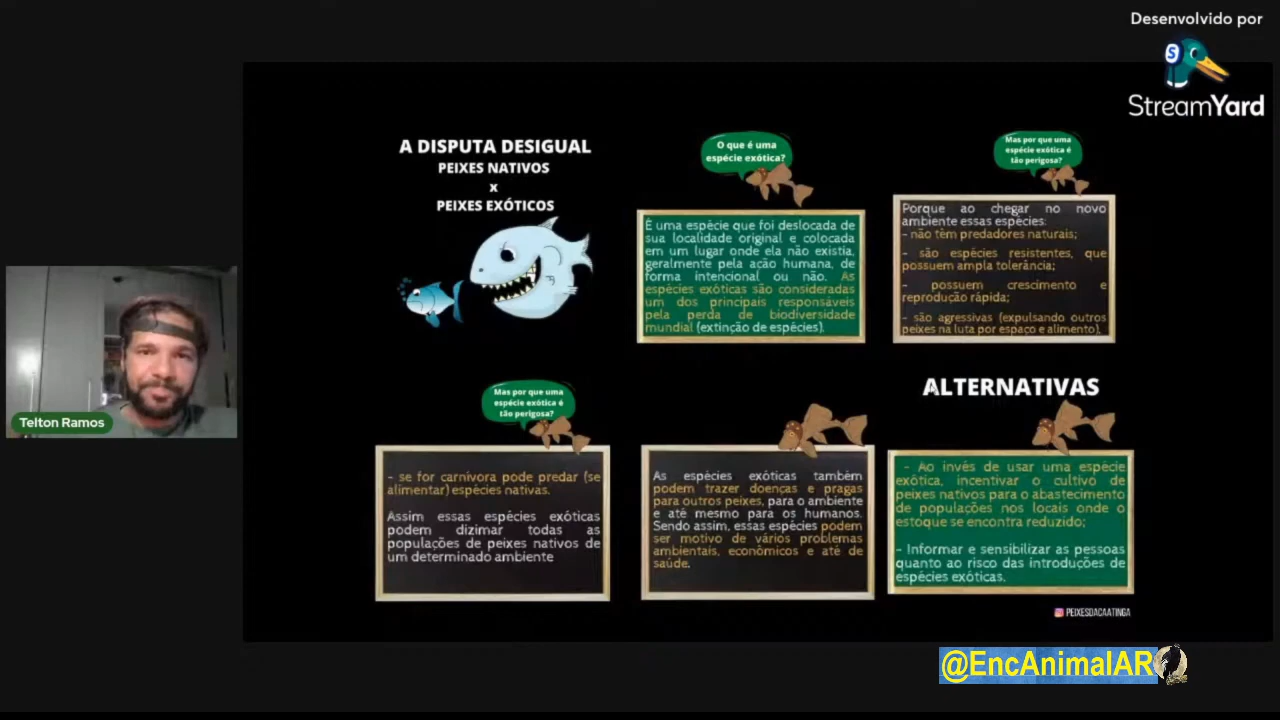 Desenvolvido por
StreamYard
A DISPUTA DESIGUAL
PEIXES NATIVOS
x
PEIXES EXÓTICOS
O que é uma
espécie exótica?
É uma espécie que foi deslocada de
sua localidade original e colocada
em um lugar onde ela não existia,
geralmente pela ação humana, de
forma intencional ou não. As
espécies exóticas são consideradas
um dos principais responsáveis
pela perda de biodiversidade
mundial (extinção de espécies).
Mas por que uma
espécie exótica é
tão perigosa?
Porque ao chegar no novo
ambiente essas espécies:
- não têm predadores naturais;
- são espécies resistentes, que
possuem ampla tolerância;
- possuem crescimento e
reprodução rápida;
- são agressivas (expulsando outros
peixes na luta por espaço e alimento).
Telton Ramos
Mas por que uma
espécie exótica é
tão perigosa?
- se for carnívora pode predar (se
alimentar) espécies nativas.
Assim essas espécies exóticas
podem dizimar todas as
populações de peixes nativos de
um determinado ambiente
As espécies exóticas também
podem trazer doenças e pragas
para outros peixes, para o ambiente
e até mesmo para os humanos.
Sendo assim, essas espécies podem
ser motivo de vários problemas
ambientais, econômicos e até de
saúde.
ALTERNATIVAS
- Ao invés de usar uma espécie
exótica, incentivar o cultivo de
peixes nativos para o abastecimento
de populações nos locais onde o
estoque se encontra reduzido;
- Informar e sensibilizar as pessoas
quanto ao risco das introduções de
espécies exóticas.
PEIXESDACAATINGA
@EncAnimalAR